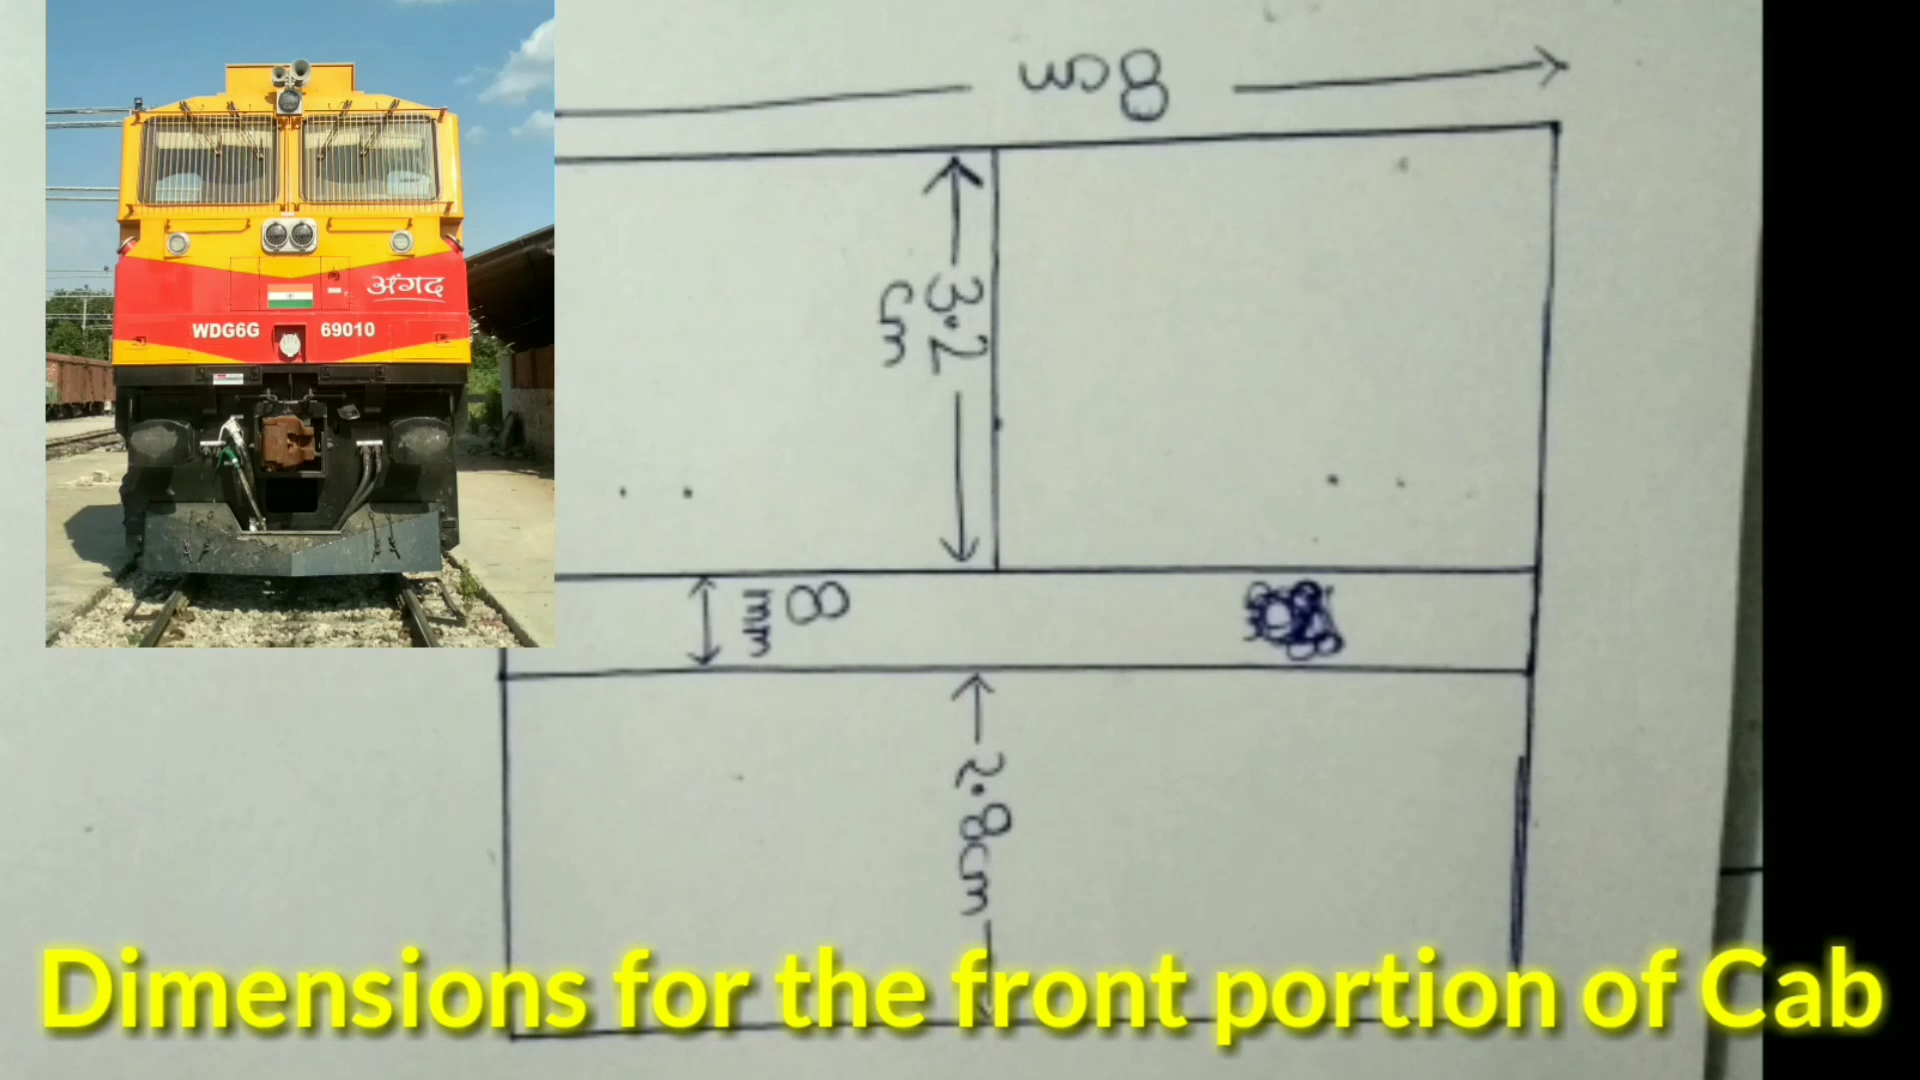 8cm
अंगद
WDG6G 69010
3.2
cm
8
mm
2.8cm
Dimensions for the front portion of Cab